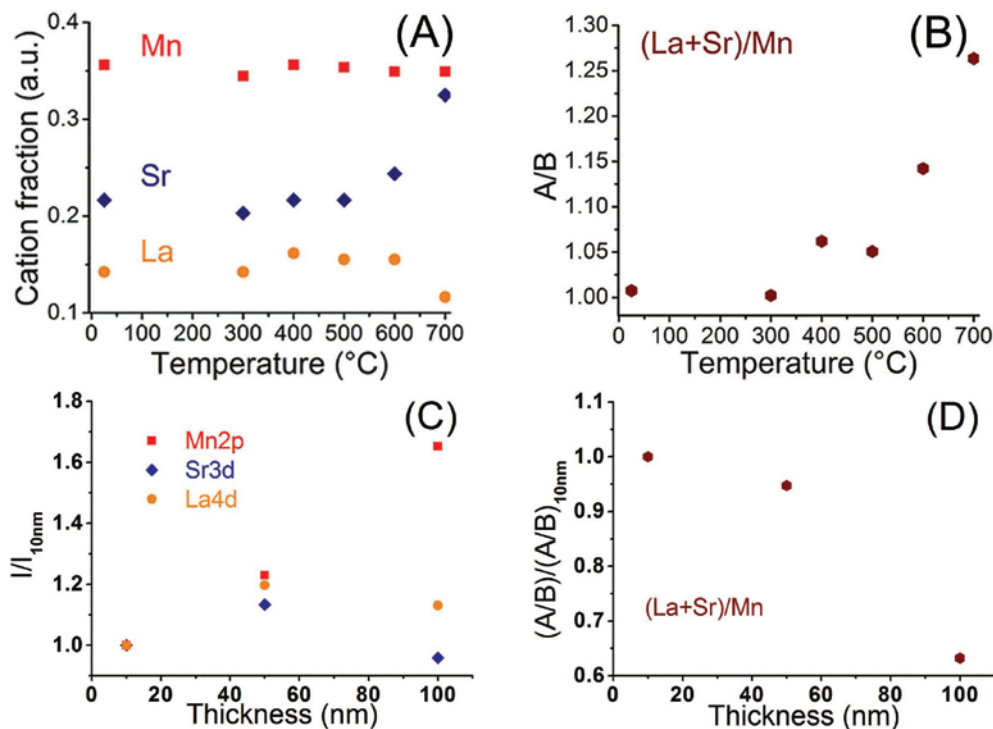 (A)
Mn
Sr
La
Cation fraction (a.u.)
0.4
0.3
0.2
0.1
0 100 200 300 400 500 600 700
Temperature (°C)
(B)
(La+Sr)/Mn
A/B
1.30
1.25
1.20
1.15
1.10
1.05
1.00
0 100 200 300 400 500 600 700
Temperature (°C)
(C)
Mn2p
Sr3d
La4d
I/I10nm
1.8
1.6
1.4
1.2
1.0
0 20 40 60 80 100
Thickness (nm)
(D)
(La+Sr)/Mn
(A/B)/(A/B)10nm
1.1
1.0
0.9
0.8
0.7
0.6
0 20 40 60 80 100
Thickness (nm)